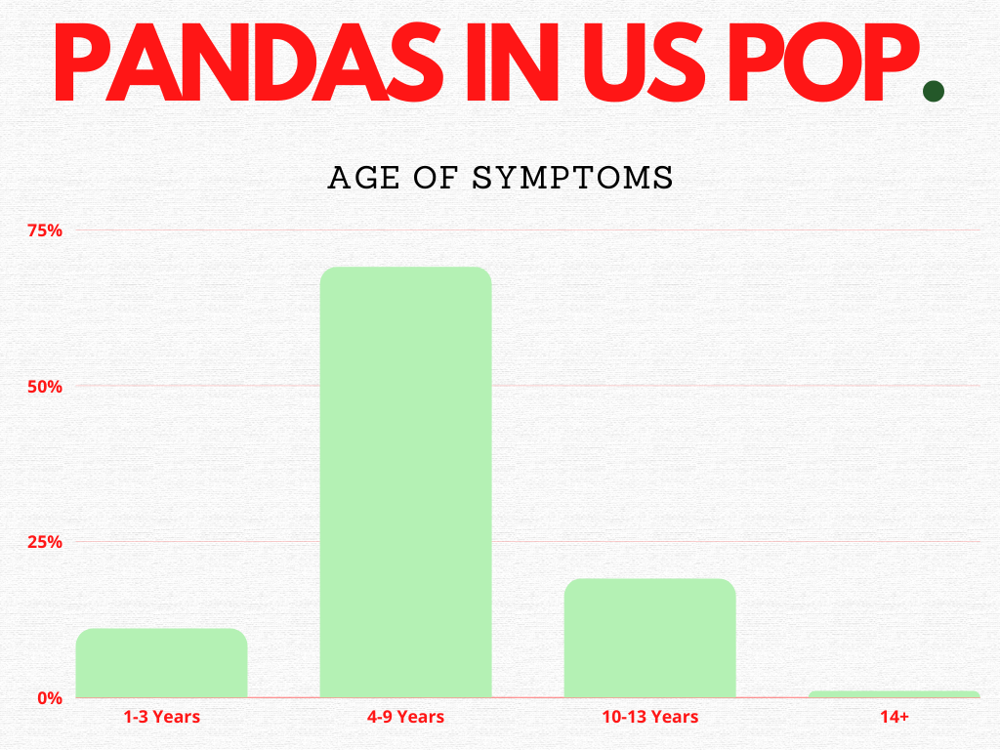 PANDAS IN US POP.
AGE OF SYMPTOMS
75%
50%
25%
0%
1-3 Years
4-9 Years
10-13 Years
14+